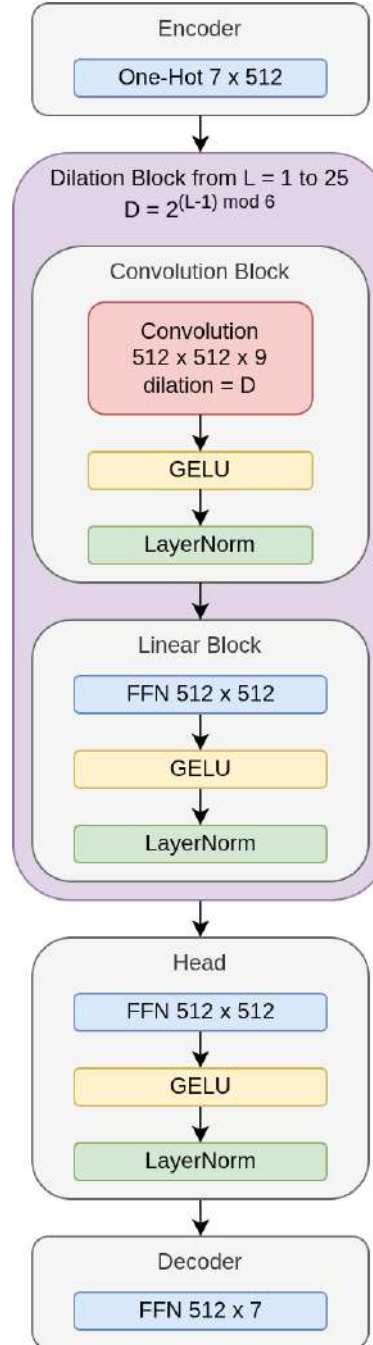 Encoder
One-Hot 7 x 512
Dilation Block from L = 1 to 25
D = 2^(L-1) mod 6
Convolution Block
Convolution
512 x 512 x 9
dilation = D
GELU
LayerNorm
Linear Block
FFN 512 x 512
GELU
LayerNorm
Head
FFN 512 x 512
GELU
LayerNorm
Decoder
FFN 512 x 7